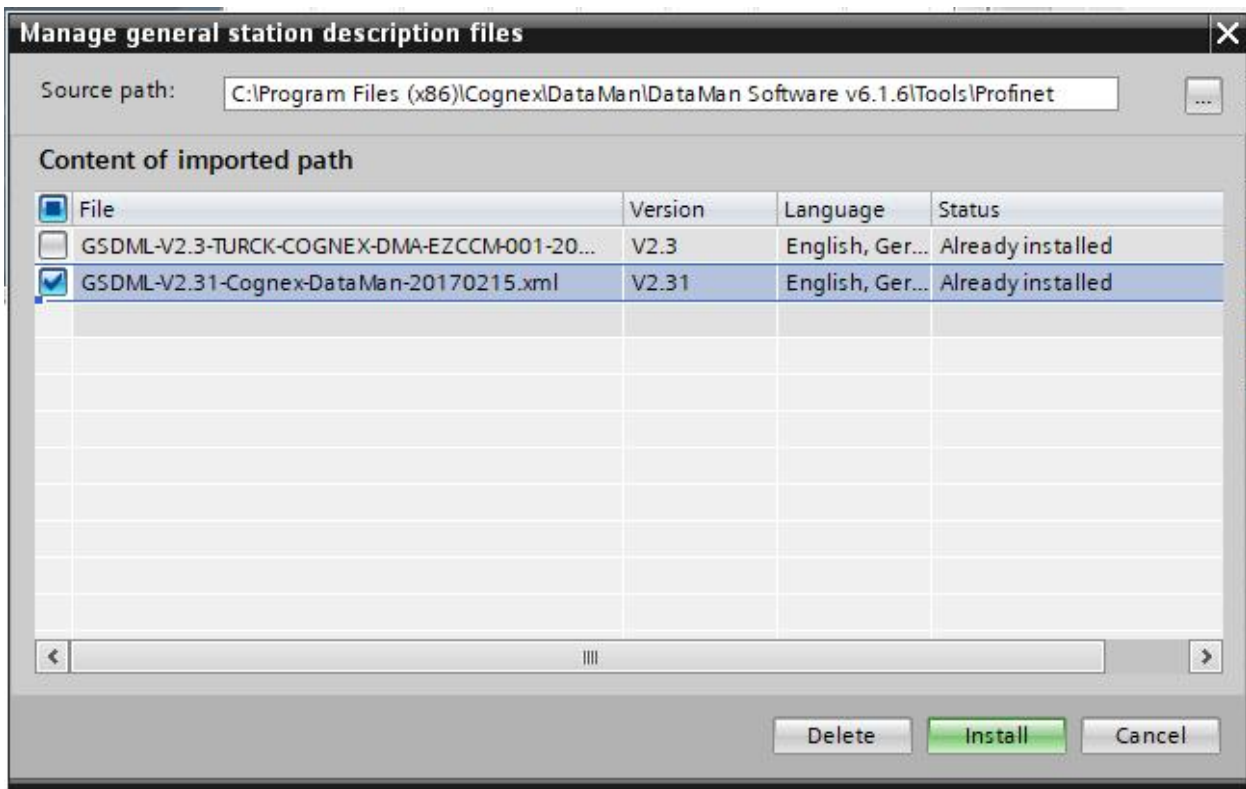 Manage general station description files
Source path: C:\Program Files (x86)\Cognex\DataMan\DataMan Software v6.1.6\Tools\Profinet ...
Content of imported path
File Version Language Status
GSDML-V2.3-TURCK-COGNEX-DMA-EZCCM-001-20... V2.3 English, Ger... Already installed
GSDML-V2.31-Cognex-DataMan-20170215.xml V2.31 English, Ger... Already installed
Delete Install Cancel